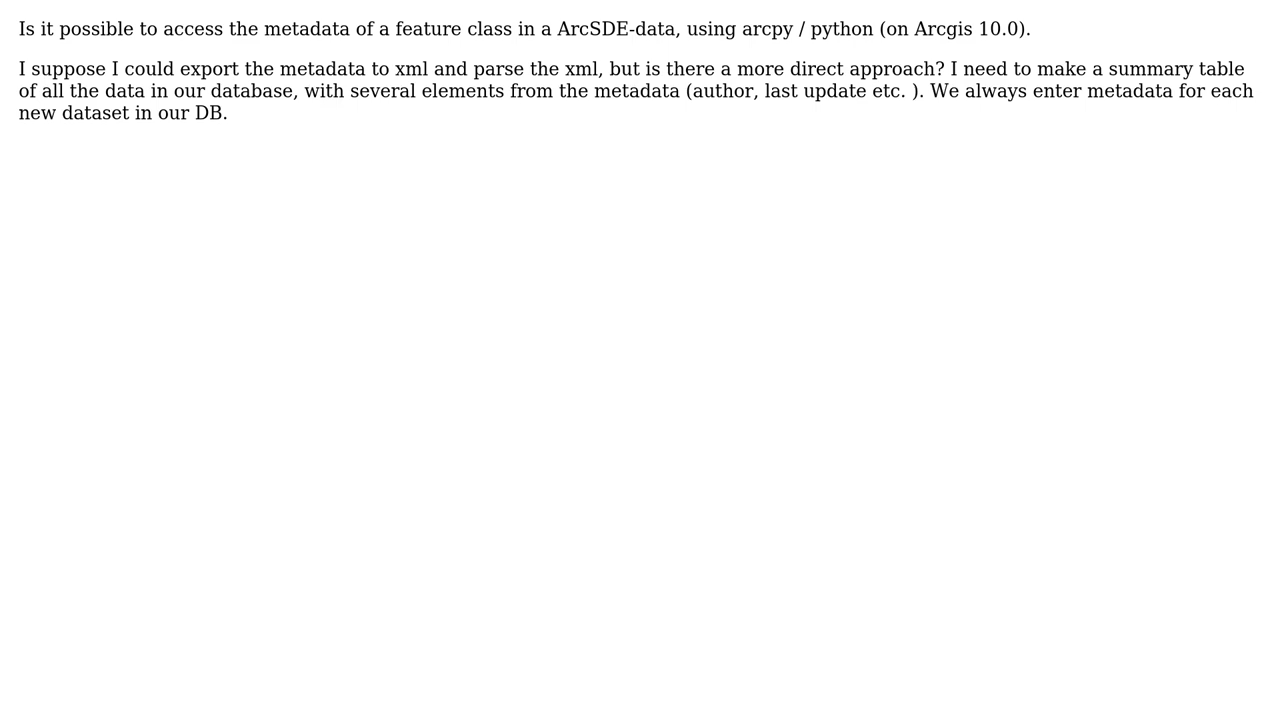 Is it possible to access the metadata of a feature class in a ArcSDE-data, using arcpy / python (on Arcgis 10.0).
I suppose I could export the metadata to xml and parse the xml, but is there a more direct approach? I need to make a summary table
of all the data in our database, with several elements from the metadata (author, last update etc. ). We always enter metadata for each
new dataset in our DB.